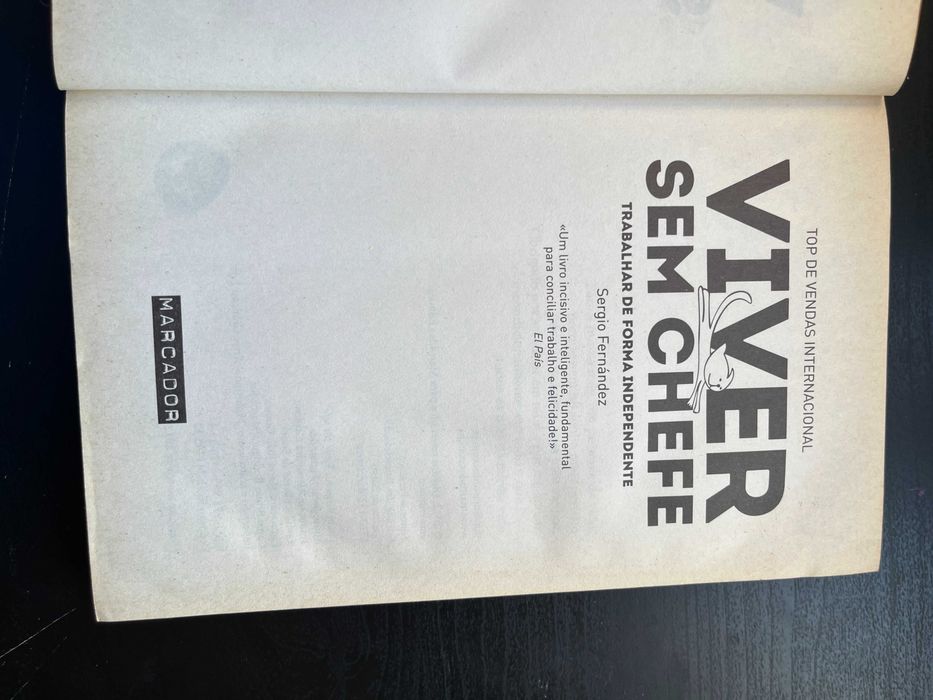 TOP DE VENDAS INTERNACIONAL
VIVER
SEM CHEFE
TRABALHAR DE FORMA INDEPENDENTE
Sergio Fernández
«Um livro incisivo e inteligente, fundamental
para conciliar trabalho e felicidade!»
El País
MARCADOR